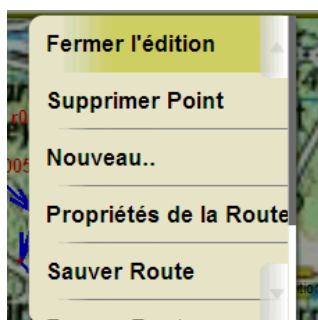 Fermer l'édition
Supprimer Point
Nouveau..
Propriétés de la Route
Sauver Route